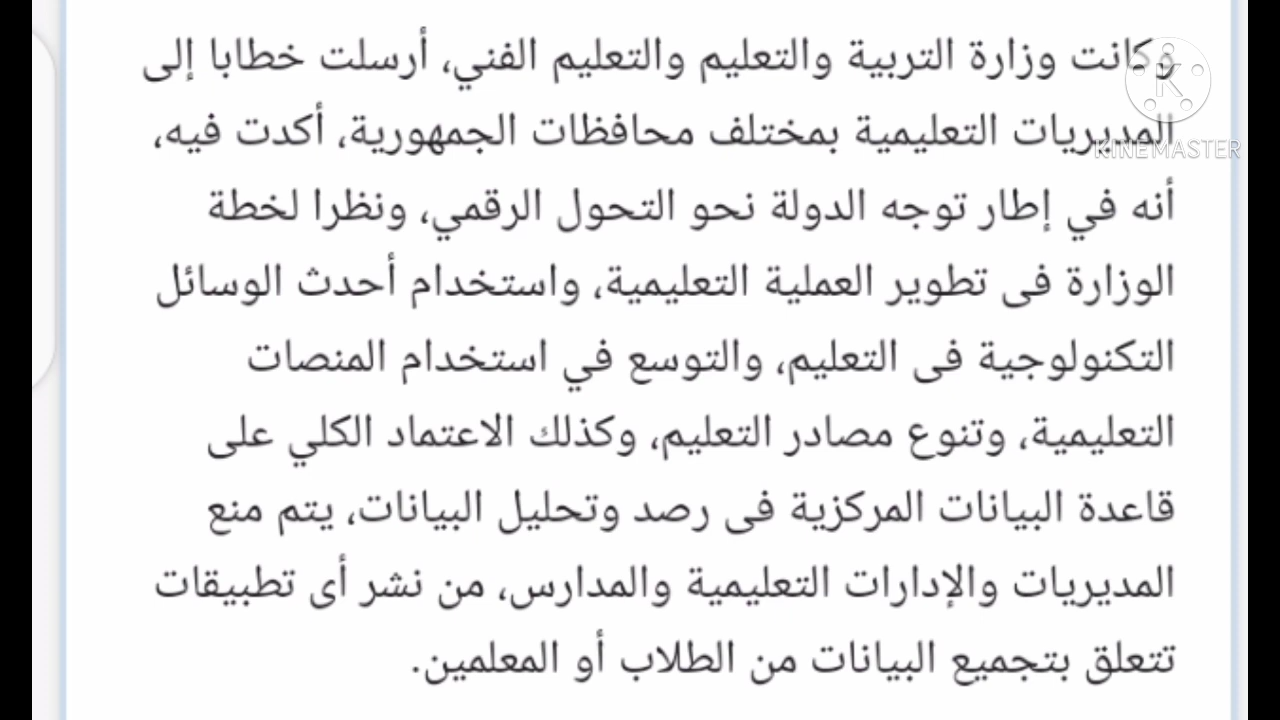 وكانت وزارة التربية والتعليم والتعليم الفني، أرسلت خطابا إلى
المديريات التعليمية بمختلف محافظات الجمهورية، أكدت فيه،
أنه في إطار توجه الدولة نحو التحول الرقمي، ونظرا لخطة
الوزارة فى تطوير العملية التعليمية، واستخدام أحدث الوسائل
التكنولوجية فى التعليم، والتوسع في استخدام المنصات
التعليمية، وتنوع مصادر التعليم، وكذلك الاعتماد الكلي على
قاعدة البيانات المركزية فى رصد وتحليل البيانات، يتم منع
المديريات والإدارات التعليمية والمدارس، من نشر أى تطبيقات
تتعلق بتجميع البيانات من الطلاب أو المعلمين.
K
KINEMASTER